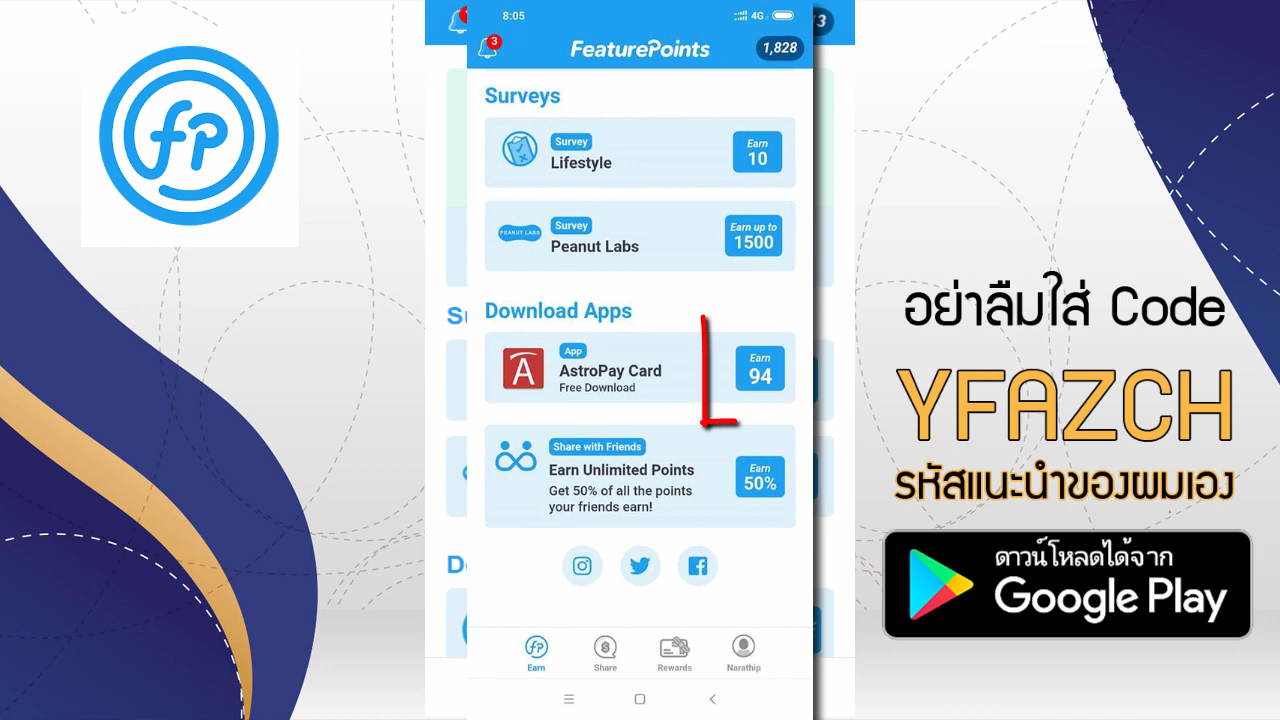 fp
8:05
4G
3
FeaturePoints
1,828
Surveys
Survey
Lifestyle
Earn
10
PEANUT LABS
Survey
Peanut Labs
Earn up to
1500
Download Apps
App
AstroPay Card
Free Download
Earn
94
Share with Friends
Earn Unlimited Points
Get 50% of all the points
your friends earn!
Earn
50%
fp
Earn
Share
Rewards
Narathip
อย่าลืมใส่ Code
YFAZCH
รหัสแนะนำของผมเอง
ดาวน์โหลดได้จาก
Google Play